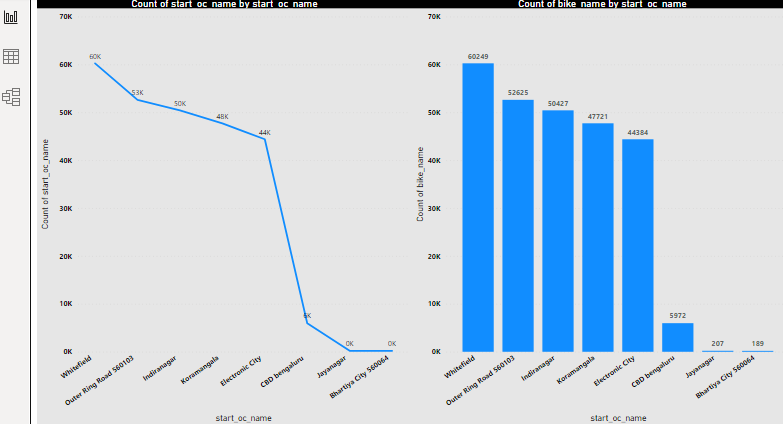 Count of start_oc_name by start_oc_name
Count of start_oc_name
70K
60K
50K
40K
30K
20K
10K
0K
60K
53K
50K
48K
44K
6K
0K
0K
Whitefield
Outer Ring Road 560103
Indiranagar
Koramangala
Electronic City
CBD bengaluru
Jayanagar
Bhartiya City 560064
start_oc_name
Count of bike_name by start_oc_name
Count of bike_name
70K
60K
50K
40K
30K
20K
10K
0K
60249
52625
50427
47721
44384
5972
207
189
Whitefield
Outer Ring Road 560103
Indiranagar
Koramangala
Electronic City
CBD bengaluru
Jayanagar
Bhartiya City 560064
start_oc_name